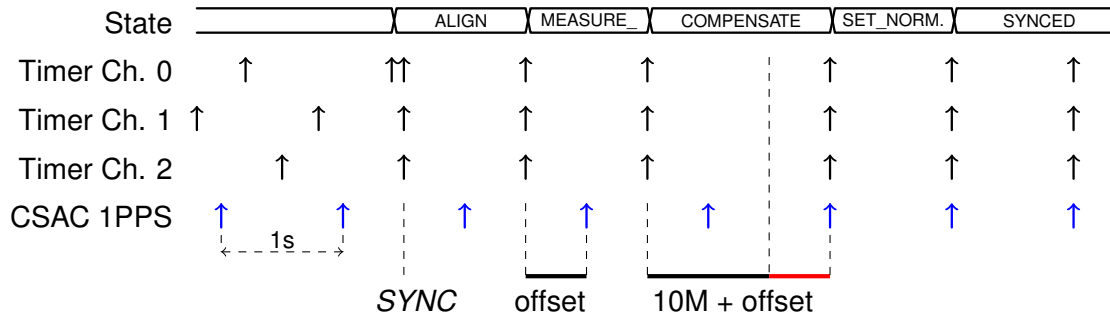 State ALIGN MEASURE_ COMPENSATE SET_NORM. SYNCED
Timer Ch. 0
Timer Ch. 1
Timer Ch. 2
CSAC 1PPS
1s
SYNC offset 10M + offset